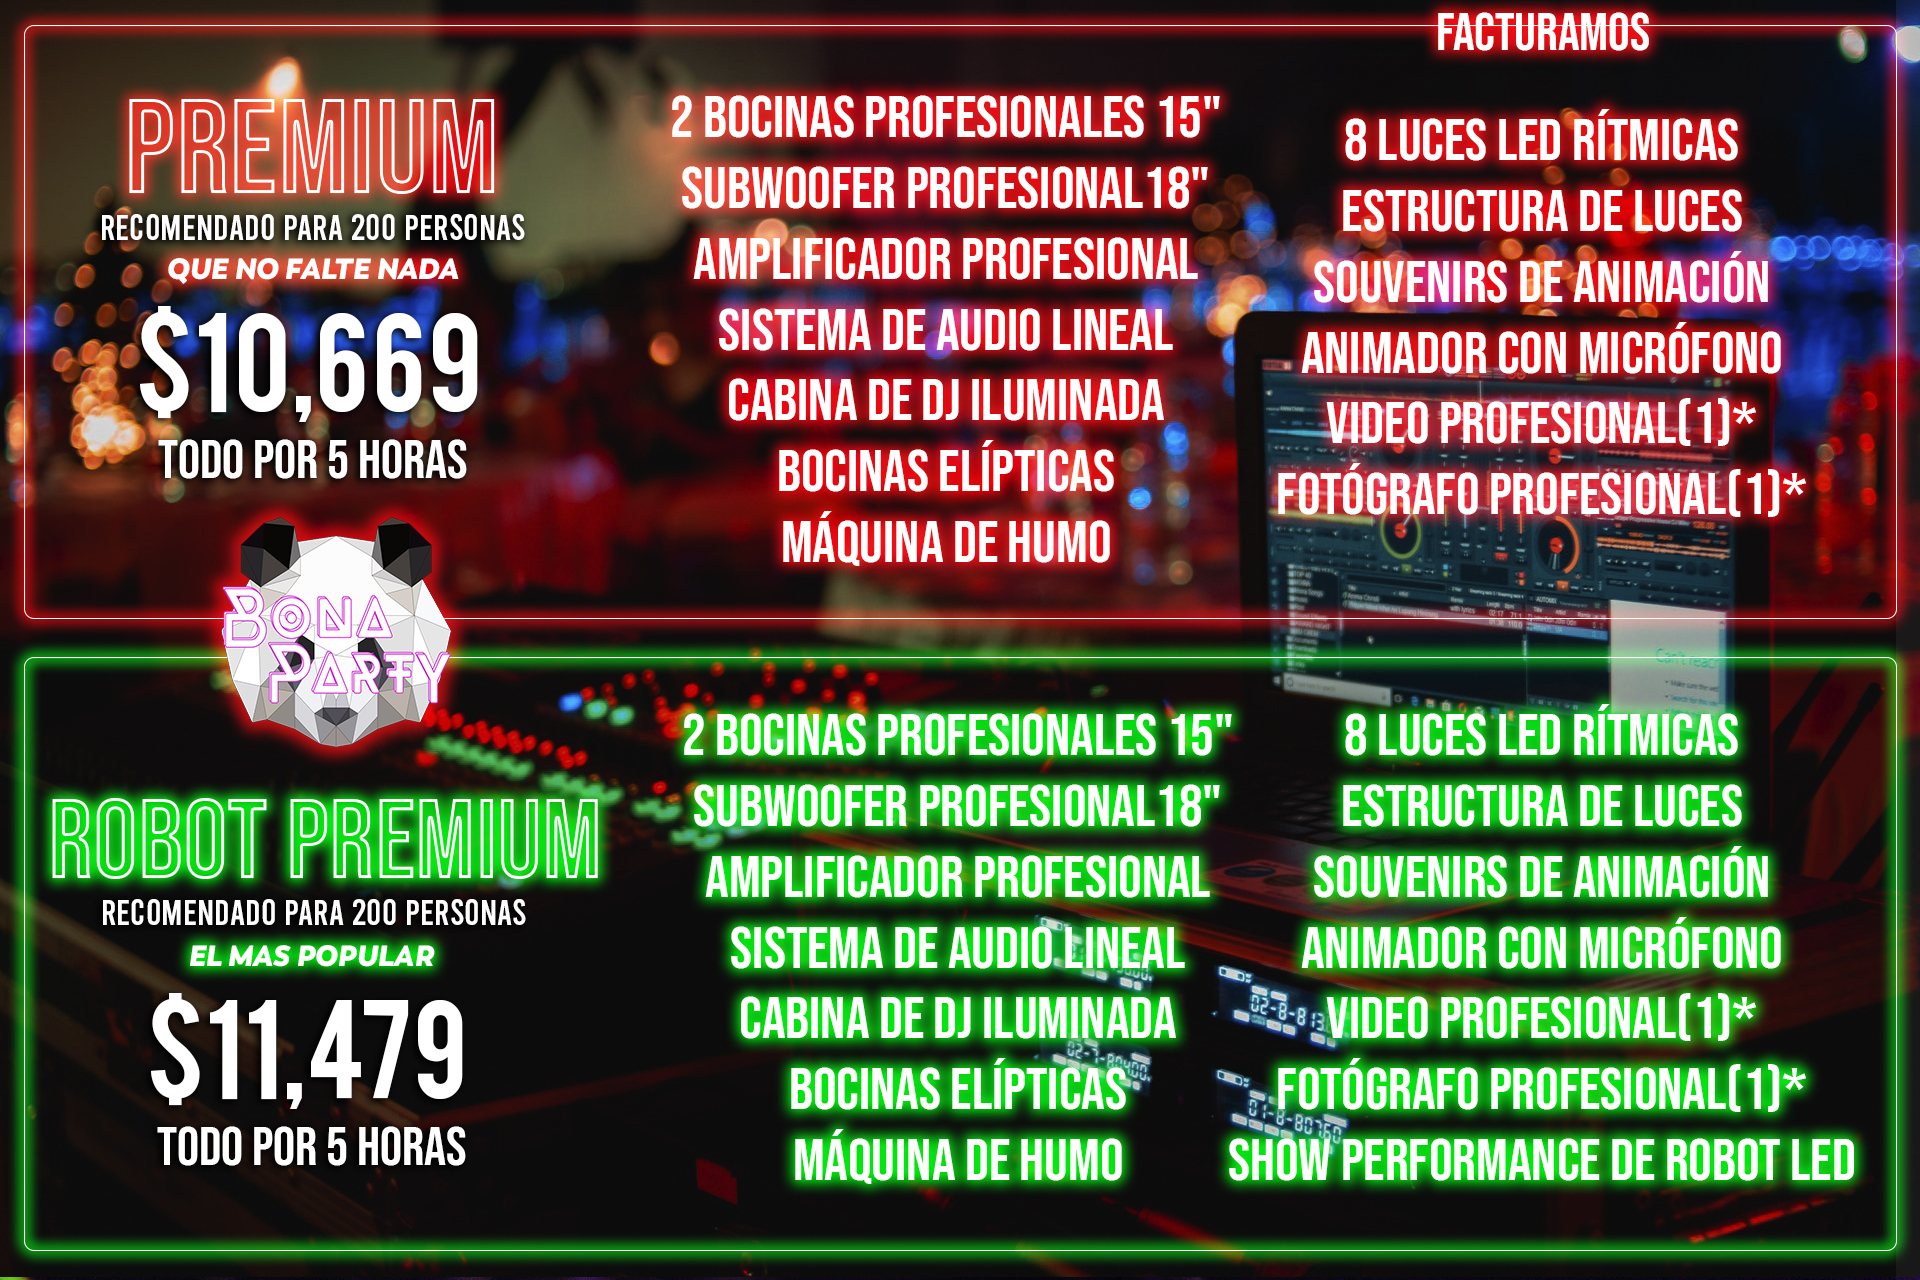 FACTURAMOS
PREMIUM
RECOMENDADO PARA 200 PERSONAS
QUE NO FALTE NADA
$10,669
TODO POR 5 HORAS
2 BOCINAS PROFESIONALES 15"
SUBWOOFER PROFESIONAL18"
AMPLIFICADOR PROFESIONAL
SISTEMA DE AUDIO LINEAL
CABINA DE DJ ILUMINADA
BOCINAS ELÍPTICAS
MÁQUINA DE HUMO
8 LUCES LED RÍTMICAS
ESTRUCTURA DE LUCES
SOUVENIRS DE ANIMACIÓN
ANIMADOR CON MICRÓFONO
VIDEO PROFESIONAL(1)*
FOTÓGRAFO PROFESIONAL(1)*
BONA
PARTY
ROBOT PREMIUM
RECOMENDADO PARA 200 PERSONAS
EL MAS POPULAR
$11,479
TODO POR 5 HORAS
2 BOCINAS PROFESIONALES 15"
SUBWOOFER PROFESIONAL18"
AMPLIFICADOR PROFESIONAL
SISTEMA DE AUDIO LINEAL
CABINA DE DJ ILUMINADA
BOCINAS ELÍPTICAS
MÁQUINA DE HUMO
8 LUCES LED RÍTMICAS
ESTRUCTURA DE LUCES
SOUVENIRS DE ANIMACIÓN
ANIMADOR CON MICRÓFONO
VIDEO PROFESIONAL(1)*
FOTÓGRAFO PROFESIONAL(1)*
SHOW PERFORMANCE DE ROBOT LED